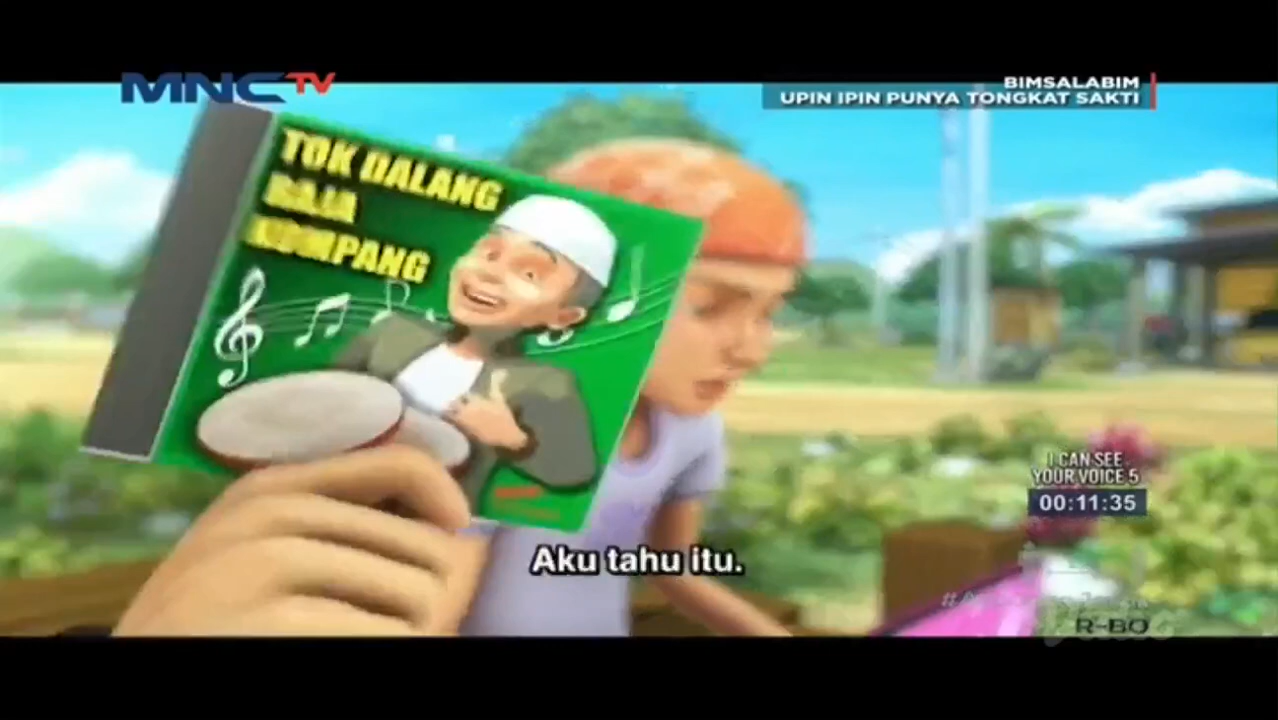 MNCTV
BIMSALABIM
UPIN IPIN PUNYA TONGKAT SAKTI
TOK DALANG
RAJA
KOMPANG
I CAN SEE
YOUR VOICE 5
00:11:35
Aku tahu itu.
R-BO